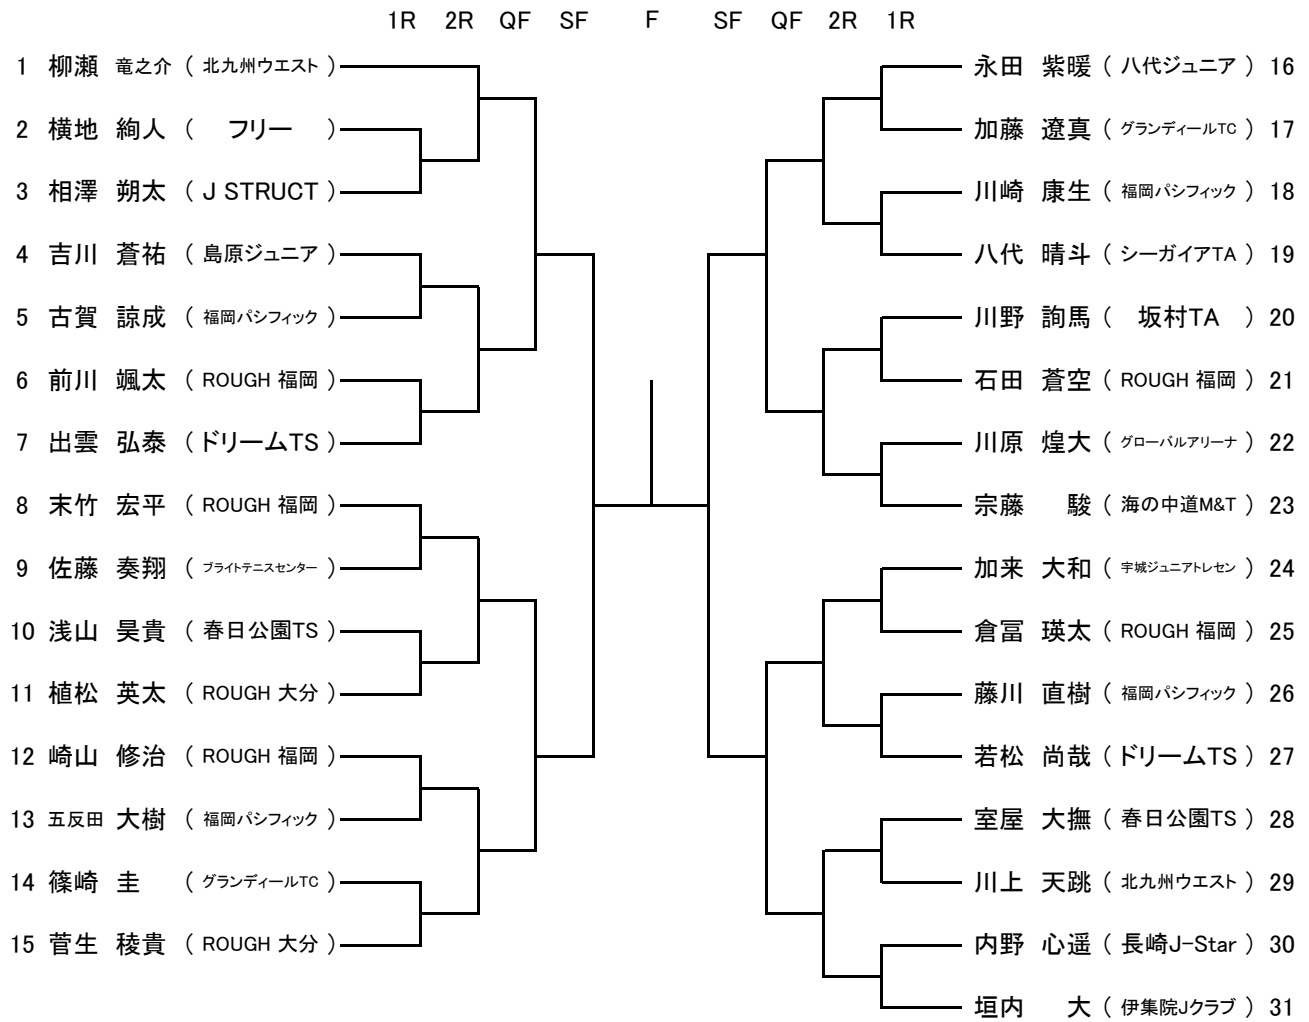 1R 2R QF SF F SF QF 2R 1R
1 柳瀬 竜之介 ( 北九州ウエスト )
2 横地 絢人 ( フリー )
3 相澤 朔太 ( J STRUCT )
4 吉川 蒼祐 ( 島原ジュニア )
5 古賀 諒成 ( 福岡パシフィック )
6 前川 颯太 ( ROUGH 福岡 )
7 出雲 弘泰 ( ドリームTS )
8 末竹 宏平 ( ROUGH 福岡 )
9 佐藤 奏翔 ( ブライトテニスセンター )
10 浅山 昊貴 ( 春日公園TS )
11 植松 英太 ( ROUGH 大分 )
12 崎山 修治 ( ROUGH 福岡 )
13 五反田 大樹 ( 福岡パシフィック )
14 篠崎 圭 ( グランディールTC )
15 菅生 稜貴 ( ROUGH 大分 )
永田 紫暖 ( 八代ジュニア ) 16
加藤 遼真 ( グランディールTC ) 17
川崎 康生 ( 福岡パシフィック ) 18
八代 晴斗 ( シーガイアTA ) 19
川野 詢馬 ( 坂村TA ) 20
石田 蒼空 ( ROUGH 福岡 ) 21
川原 煌大 ( グローバルアリーナ ) 22
宗藤 駿 ( 海の中道M&T ) 23
加来 大和 ( 宇城ジュニアトレセン ) 24
倉冨 瑛太 ( ROUGH 福岡 ) 25
藤川 直樹 ( 福岡パシフィック ) 26
若松 尚哉 ( ドリームTS ) 27
室屋 大撫 ( 春日公園TS ) 28
川上 天跳 ( 北九州ウエスト ) 29
内野 心遥 ( 長崎J-Star ) 30
垣内 大 ( 伊集院Jクラブ ) 31